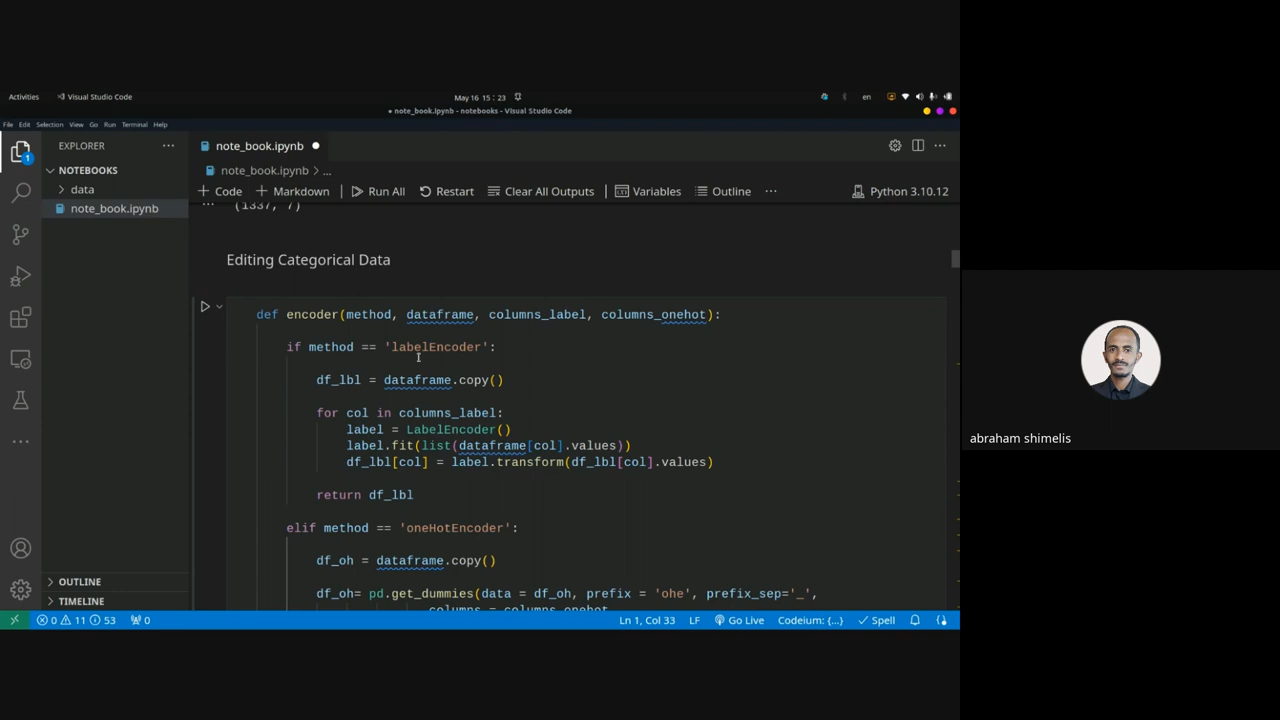 Activities
Visual Studio Code
May 16 15 : 23
en
● note_book.ipynb - notebooks - Visual Studio Code
File Edit Selection View Go Run Terminal Help
EXPLORER
NOTEBOOKS
data
note_book.ipynb
OUTLINE
TIMELINE
note_book.ipynb
note_book.ipynb > ...
+ Code + Markdown Run All Restart Clear All Outputs Variables Outline ... Python 3.10.12
... (1337, 7)
Editing Categorical Data
def encoder(method, dataframe, columns_label, columns_onehot):
if method == 'labelEncoder':
df_lbl = dataframe.copy()
for col in columns_label:
label = LabelEncoder()
label.fit(list(dataframe[col].values))
df_lbl[col] = label.transform(df_lbl[col].values)
return df_lbl
elif method == 'oneHotEncoder':
df_oh = dataframe.copy()
df_oh= pd.get_dummies(data = df_oh, prefix = 'ohe', prefix_sep='_',
columns = columns_onehot,
1
0 11 53 0 Ln 1, Col 33 LF Go Live Codeium: {...} Spell
abraham shimelis